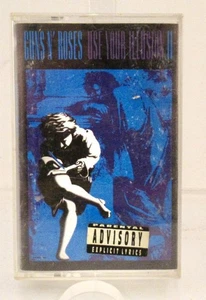 GUNS N' ROSES USE YOUR ILLUSION II
PARENTAL
ADVISORY
EXPLICIT LYRICS